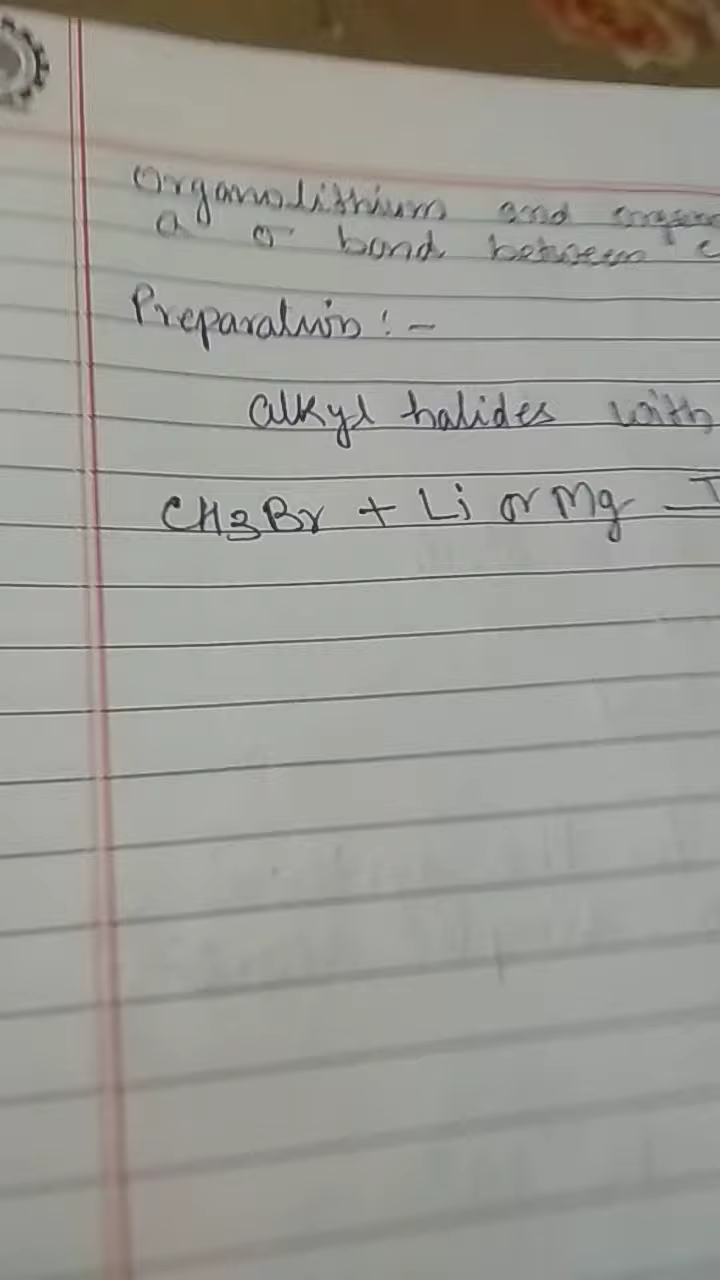 Organolithium and
a σ bond between
Preparation :-
alkyl halides with
CH3Br + Li or Mg